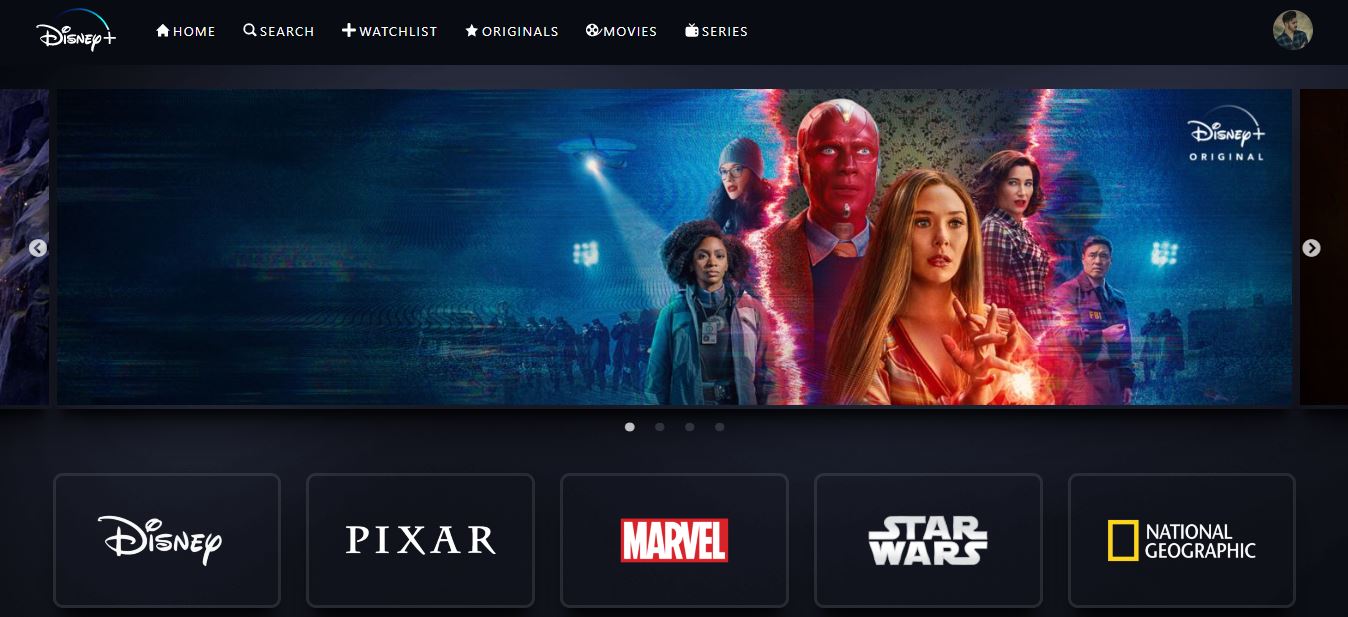 Disney+
HOME
SEARCH
WATCHLIST
ORIGINALS
MOVIES
SERIES
Disney+
ORIGINAL
FBI
Disney
PIXAR
MARVEL
STAR
WARS
NATIONAL
GEOGRAPHIC